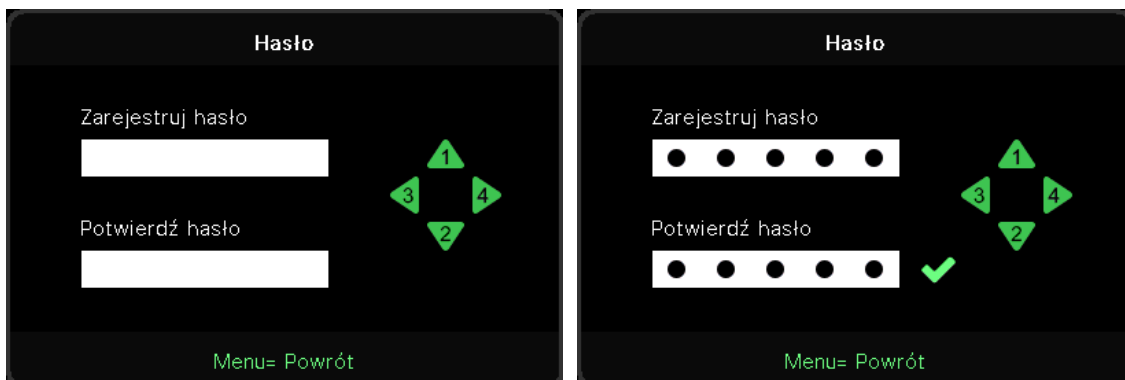 Hasło
Zarejestruj hasło
1
3
4
Potwierdź hasło
2
Menu= Powrót
Hasło
Zarejestruj hasło
1
3
4
Potwierdź hasło
2
Menu= Powrót